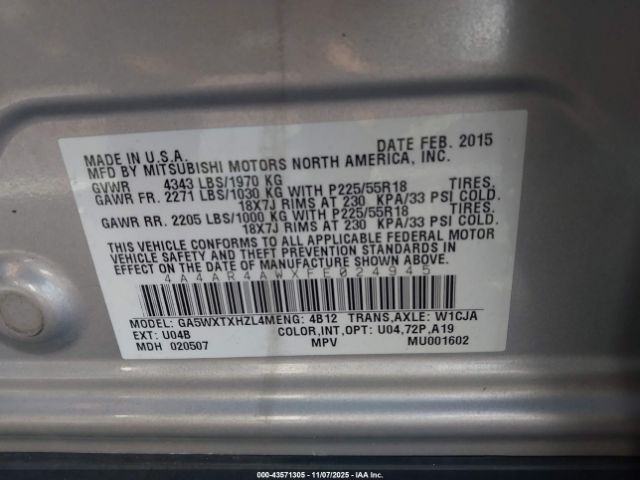 MADE IN U.S.A. DATE FEB. 2015
MFD BY MITSUBISHI MOTORS NORTH AMERICA, INC.
GVWR 4343 LBS/1970 KG
GAWR FR. 2271 LBS/1030 KG WITH P225/55R18 TIRES.
18X7J RIMS AT 230 KPA/33 PSI COLD.
GAWR RR. 2205 LBS/1000 KG WITH P225/55R18 TIRES.
18X7J RIMS AT 230 KPA/33 PSI COLD.
THIS VEHICLE CONFORMS TO ALL APPLICABLE FEDERAL MOTOR
VEHICLE SAFETY AND THEFT PREVENTION STANDARDS IN
EFFECT ON THE DATE OF MANUFACTURE SHOWN ABOVE.
4A4AR4AWXFE024945
MODEL: GA5WXTXHZL4MENG: 4B12 TRANS,AXLE: W1CJA
EXT: U04B COLOR,INT,OPT: U04,72P,A19
MDH 020507 MPV MU001602
000-43571305 - 11/07/2025 - IAA Inc.